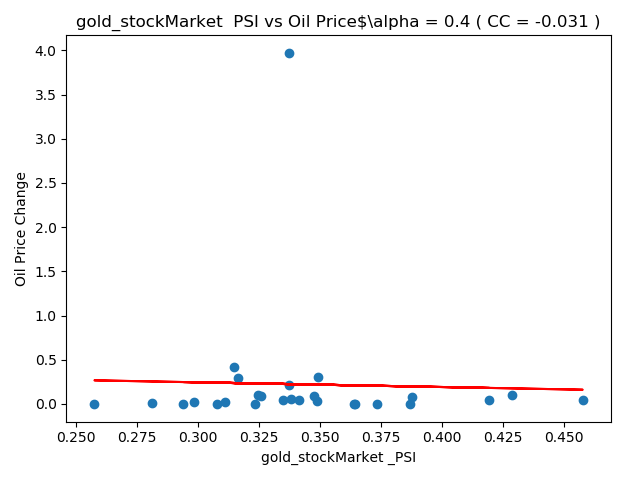 gold_stockMarket  PSI vs Oil Price$\alpha = 0.4 ( CC = -0.031 )
4.0
3.5
3.0
2.5
2.0
1.5
1.0
0.5
0.0
Oil Price Change
0.250 0.275 0.300 0.325 0.350 0.375 0.400 0.425 0.450
gold_stockMarket _PSI